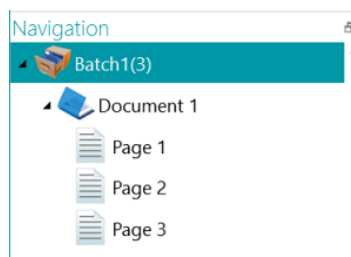 Navigation
Batch1(3)
Document 1
Page 1
Page 2
Page 3